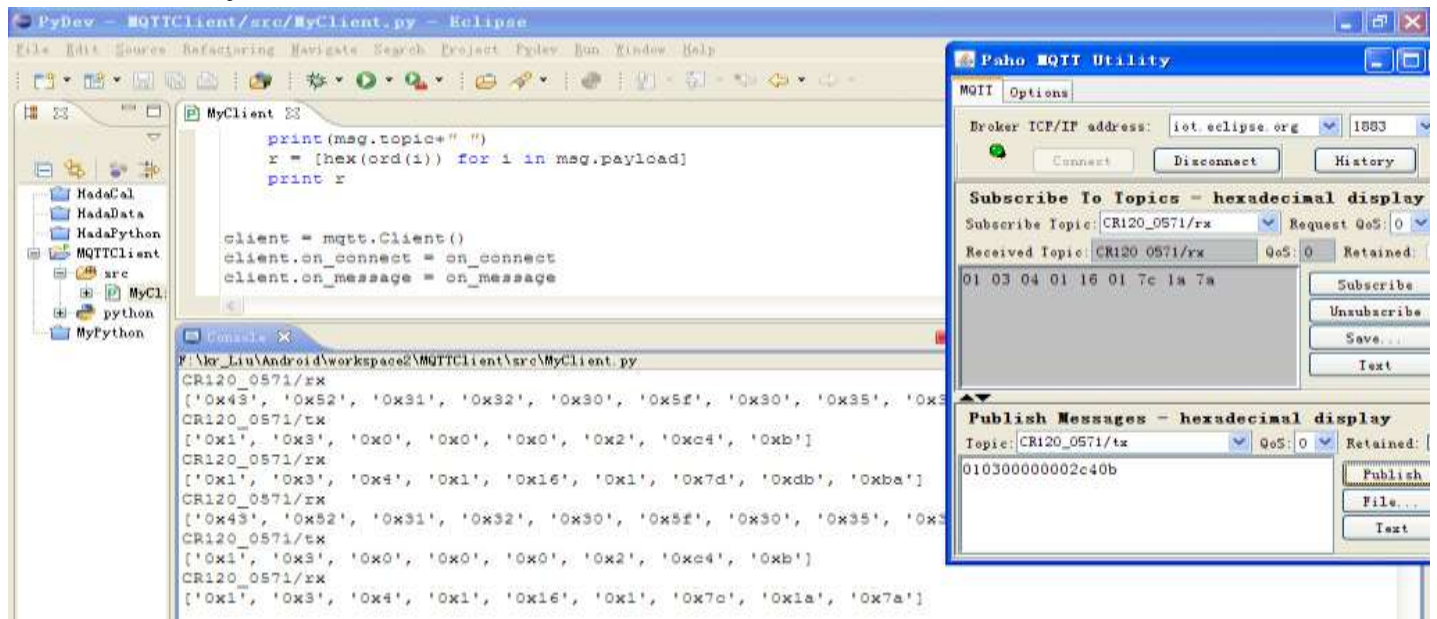 PyDev - MQTTClient/src/MyClient.py - Eclipse
File Edit Source Refactoring Navigate Search Project Pydev Run Window Help
MyClient
print(msg.topic+" ")
r = [hex(ord(i)) for i in msg.payload]
print r
client = mqtt.Client()
client.on_connect = on_connect
client.on_message = on_message
HadaCal
HadaData
HadaPython
MQTTClient
src
MyCl
python
MyPython
Console
F:\kr_Liu\Android\workspace2\MQTTClient\src\MyClient.py
CR120_0571/rx
['0x43', '0x52', '0x31', '0x32', '0x30', '0x5f', '0x30', '0x35', '0x3
CR120_0571/tx
['0x1', '0x3', '0x0', '0x0', '0x0', '0x2', '0xc4', '0xb']
CR120_0571/rx
['0x1', '0x3', '0x4', '0x1', '0x16', '0x1', '0x7d', '0xdb', '0xba']
CR120_0571/rx
['0x43', '0x52', '0x31', '0x32', '0x30', '0x5f', '0x30', '0x35', '0x3
CR120_0571/tx
['0x1', '0x3', '0x0', '0x0', '0x0', '0x2', '0xc4', '0xb']
CR120_0571/rx
['0x1', '0x3', '0x4', '0x1', '0x16', '0x1', '0x7c', '0x1a', '0x7a']
Paho MQTT Utility
MQTT Options
Broker TCP/IP address: iot.eclipse.org 1883
Connect Disconnect History
Subscribe To Topics - hexadecimal display
Subscribe Topic: CR120_0571/rx Request QoS: 0
Received Topic: CR120_0571/rx QoS: 0 Retained:
01 03 04 01 16 01 7c 1a 7a
Subscribe
Unsubscribe
Save...
Text
Publish Messages - hexadecimal display
Topic: CR120_0571/tx QoS: 0 Retained:
010300000002c40b
Publish
File...
Text